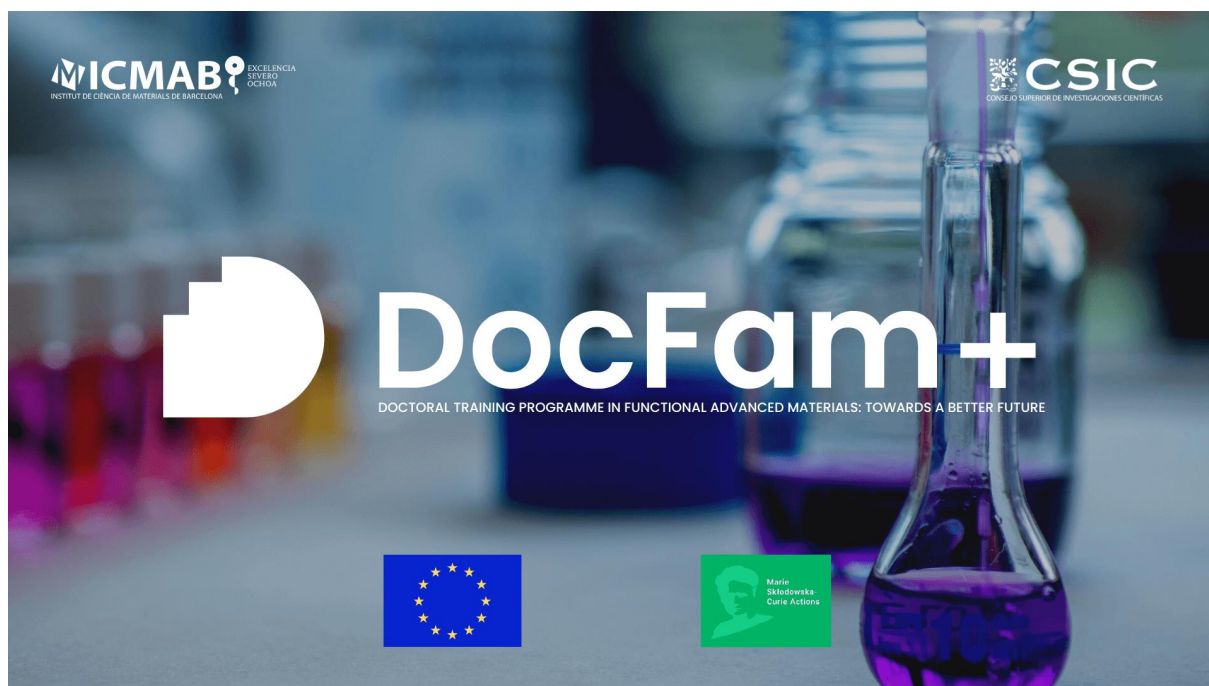 ICMAB
EXCELENCIA
SEVERO
OCHOA
INSTITUT DE CIÈNCIA DE MATERIALS DE BARCELONA
CSIC
CONSEJO SUPERIOR DE INVESTIGACIONES CIENTÍFICAS
DocFam+
DOCTORAL TRAINING PROGRAMME IN FUNCTIONAL ADVANCED MATERIALS: TOWARDS A BETTER FUTURE
Marie
Skłodowska-
Curie Actions